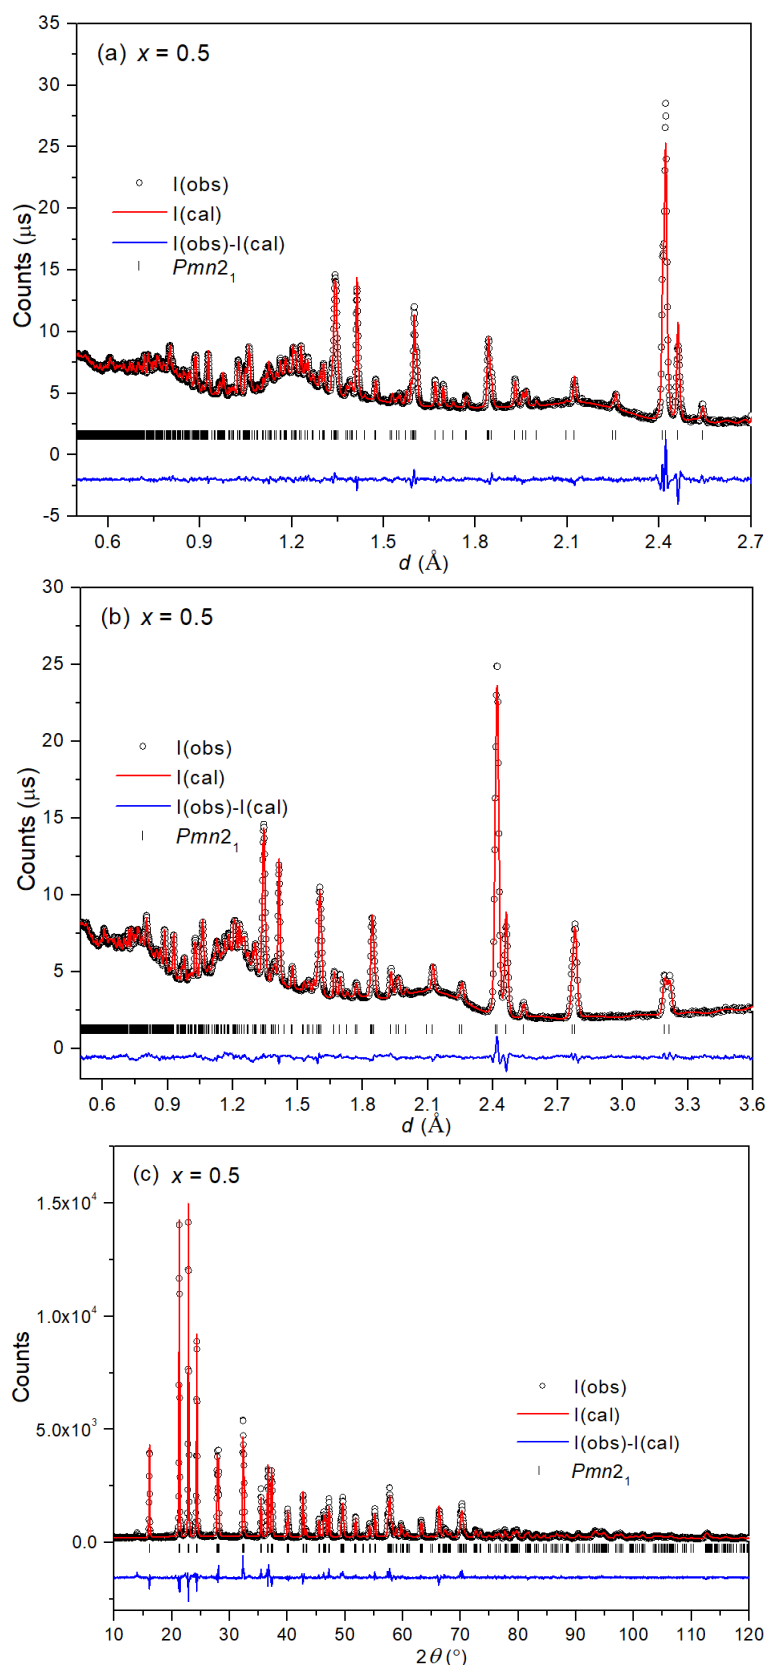 (a) x = 0.5
35
30
25
20
15
10
5
0
-5
Counts (μs)
I(obs)
I(cal)
I(obs)-I(cal)
Pmn2₁
0.6 0.9 1.2 1.5 1.8 2.1 2.4 2.7
d (Å)
(b) x = 0.5
30
25
20
15
10
5
0
Counts (μs)
I(obs)
I(cal)
I(obs)-I(cal)
Pmn2₁
0.6 0.9 1.2 1.5 1.8 2.1 2.4 2.7 3.0 3.3 3.6
d (Å)
(c) x = 0.5
1.5x10⁴
1.0x10⁴
5.0x10³
0.0
Counts
I(obs)
I(cal)
I(obs)-I(cal)
Pmn2₁
10 20 30 40 50 60 70 80 90 100 110 120
2θ (°)